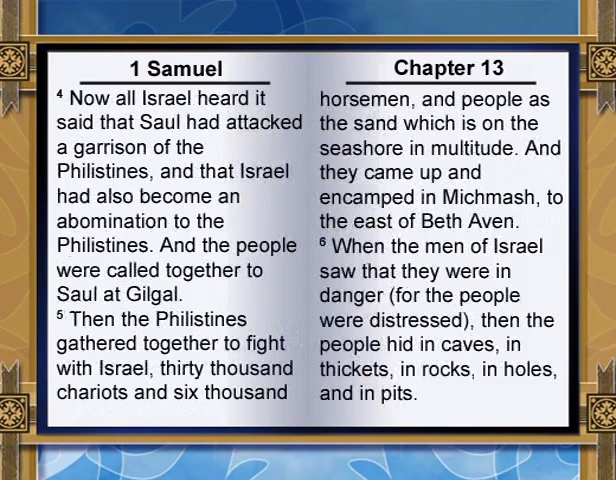 1 Samuel
⁴ Now all Israel heard it
said that Saul had attacked
a garrison of the
Philistines, and that Israel
had also become an
abomination to the
Philistines. And the people
were called together to
Saul at Gilgal.
⁵ Then the Philistines
gathered together to fight
with Israel, thirty thousand
chariots and six thousand
Chapter 13
horsemen, and people as
the sand which is on the
seashore in multitude. And
they came up and
encamped in Michmash, to
the east of Beth Aven.
⁶ When the men of Israel
saw that they were in
danger (for the people
were distressed), then the
people hid in caves, in
thickets, in rocks, in holes,
and in pits.